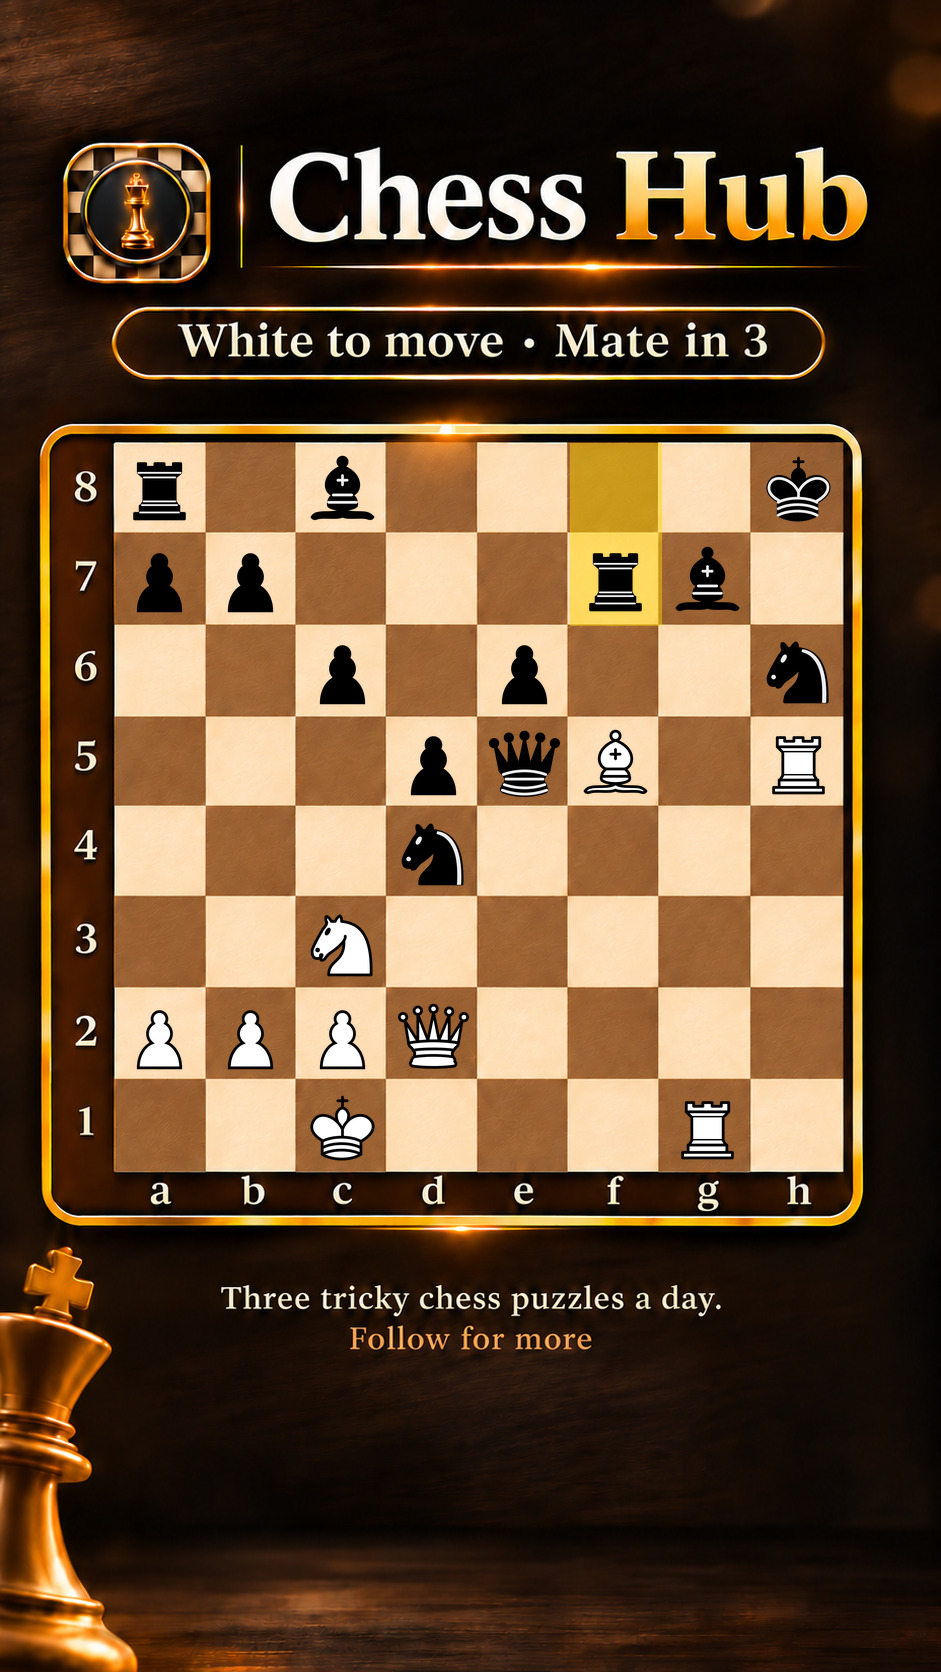 Chess Hub
White to move • Mate in 3
8
7
6
5
4
3
2
1
a b c d e f g h
Three tricky chess puzzles a day.
Follow for more